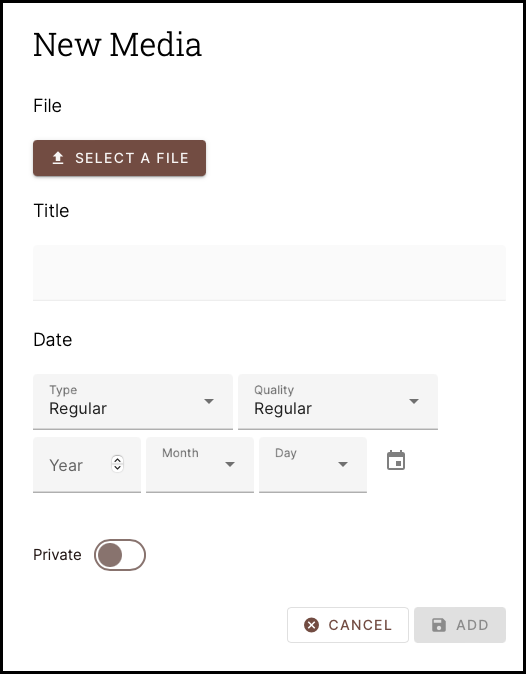 New Media
File
SELECT A FILE
Title
Date
Type Quality
Regular Regular
Year Month Day
Private
CANCEL ADD